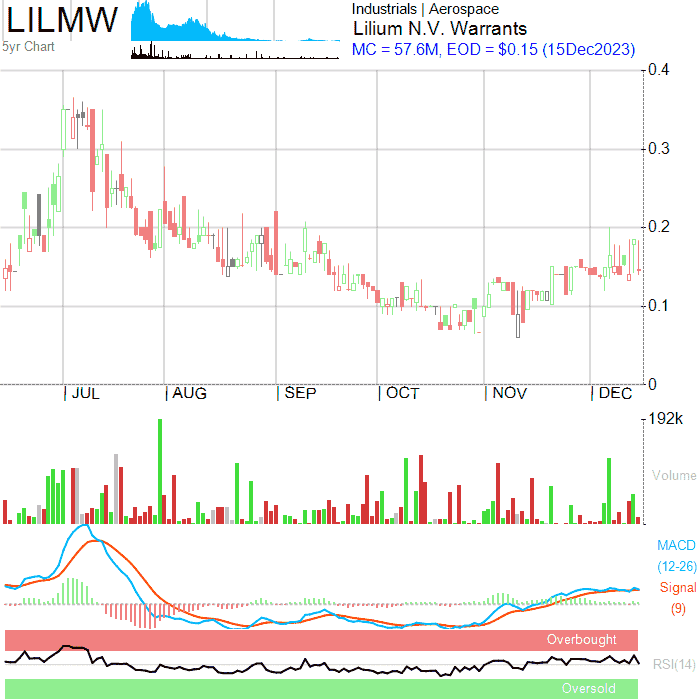 LILMW
5yr Chart
Industrials | Aerospace
Lilium N.V. Warrants
MC = 57.6M, EOD = $0.15 (15Dec2023)
0.4
0.3
0.2
0.1
0
JUL AUG SEP OCT NOV DEC
192k
Volume
MACD
(12-26)
Signal
(9)
Overbought
RSI(14)
Oversold